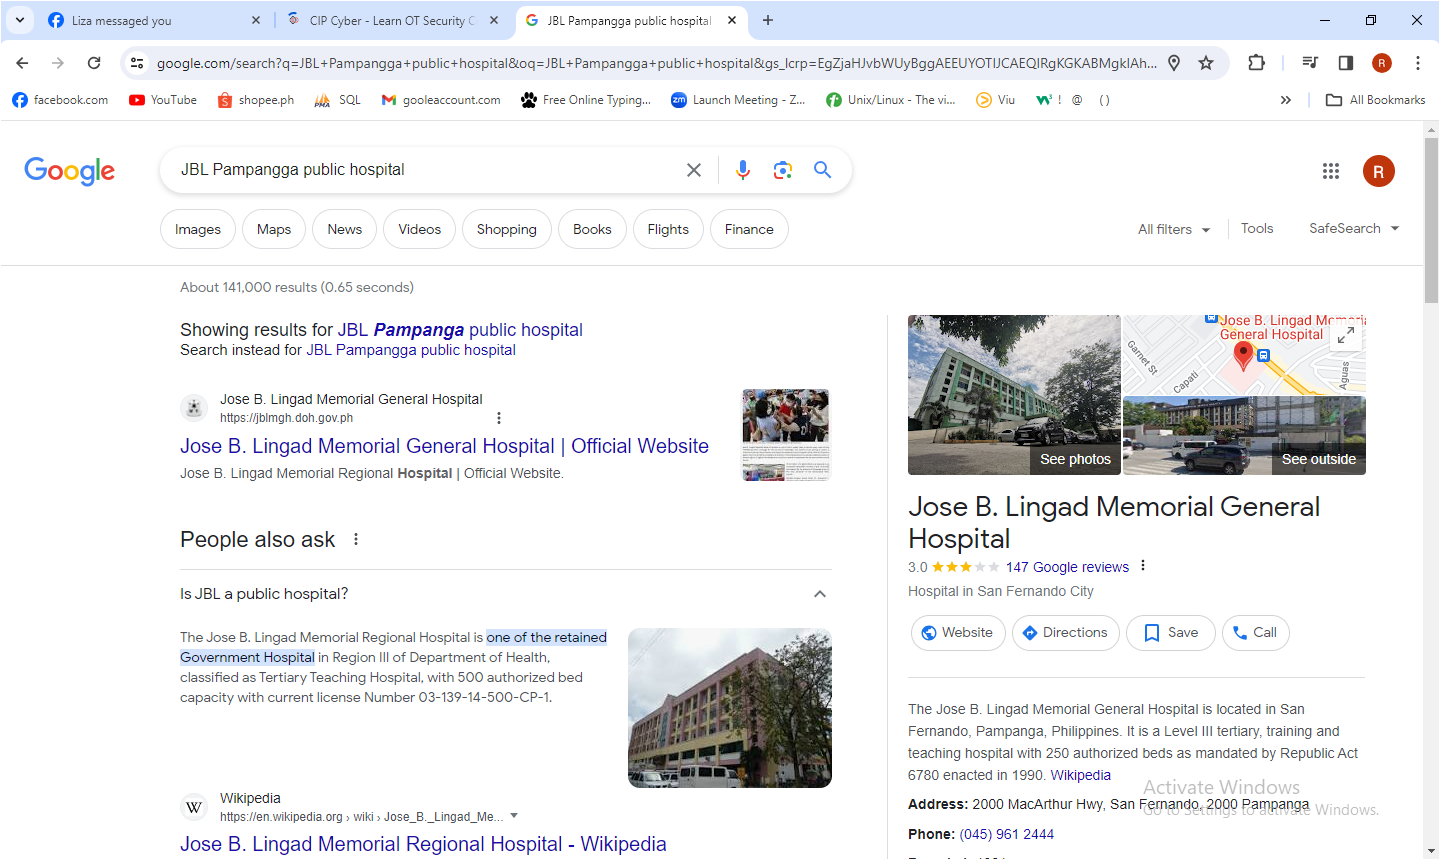 Liza messaged you
CIP Cyber - Learn OT Security C
JBL Pampangga public hospital
google.com/search?q=JBL+Pampangga+public+hospital&oq=JBL+Pampangga+public+hospital&gs_lcrp=EgZjaHJvbWUyBggAEEUYOTIJCAEQIRgKGKABMgkIAh...
R
facebook.com
YouTube
shopee.ph
SQL
gooleaccount.com
Free Online Typing...
zm Launch Meeting - Z...
Unix/Linux - The vi...
Viu
! @ ( )
»
All Bookmarks
Google
JBL Pampangga public hospital
R
Images
Maps
News
Videos
Shopping
Books
Flights
Finance
All filters
Tools
SafeSearch
About 141,000 results (0.65 seconds)
Showing results for JBL Pampanga public hospital
Search instead for JBL Pampangga public hospital
Jose B. Lingad Memorial General Hospital
https://jblmgh.doh.gov.ph
Jose B. Lingad Memorial General Hospital | Official Website
Jose B. Lingad Memorial Regional Hospital | Official Website.
People also ask
Is JBL a public hospital?
The Jose B. Lingad Memorial Regional Hospital is one of the retained
Government Hospital in Region III of Department of Health,
classified as Tertiary Teaching Hospital, with 500 authorized bed
capacity with current license Number 03-139-14-500-CP-1.
W
Wikipedia
https://en.wikipedia.org › wiki › Jose_B._Lingad_Me...
Jose B. Lingad Memorial Regional Hospital - Wikipedia
See photos
Jose B. Lingad Memoria
General Hospital
Garnet St
Capati
Aguas
See outside
Jose B. Lingad Memorial General
Hospital
3.0
147 Google reviews
Hospital in San Fernando City
Website
Directions
Save
Call
The Jose B. Lingad Memorial General Hospital is located in San
Fernando, Pampanga, Philippines. It is a Level III tertiary, training and
teaching hospital with 250 authorized beds as mandated by Republic Act
6780 enacted in 1990. Wikipedia
Address: 2000 MacArthur Hwy, San Fernando, 2000 Pampanga
Phone: (045) 961 2444
Activate Windows
Go to Settings to activate Windows.